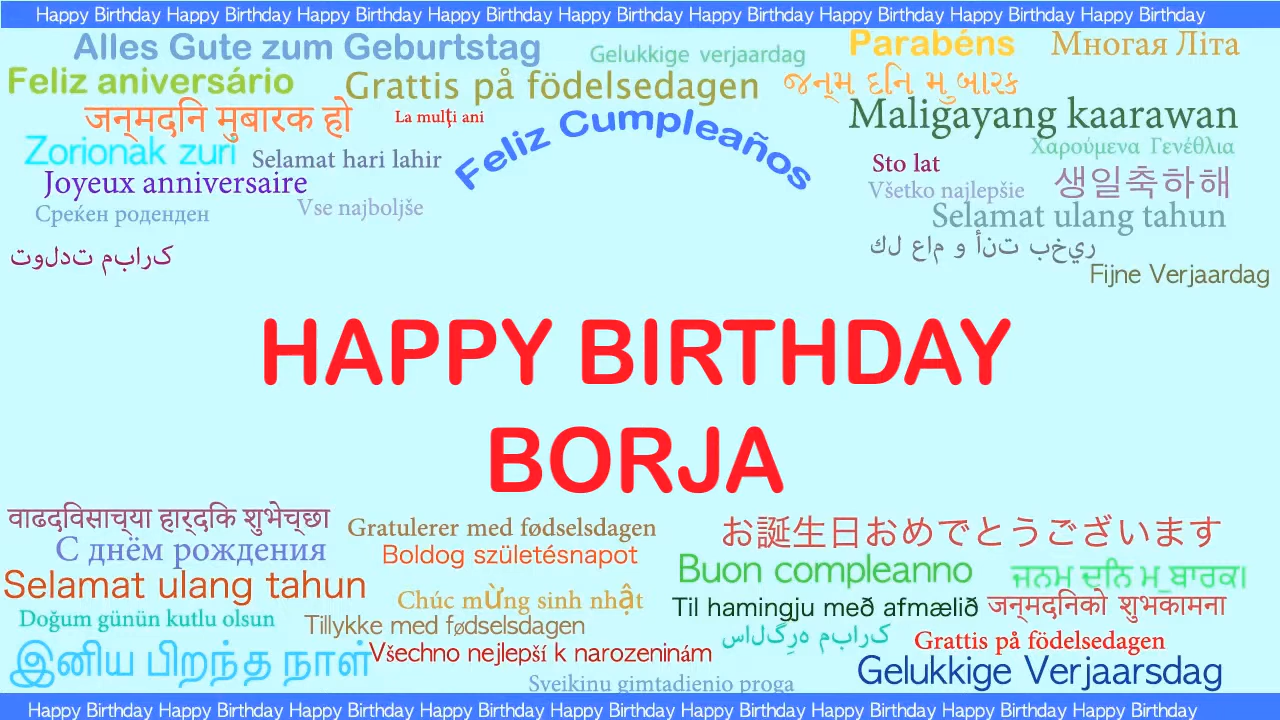 Happy Birthday Happy Birthday Happy Birthday Happy Birthday Happy Birthday Happy Birthday Happy Birthday Happy Birthday Happy Birthday
Alles Gute zum Geburtstag
Gelukkige verjaardag
Parabéns
Многая Літа
Feliz aniversário
Grattis på födelsedagen
જન્મ દિન મુબારક
जन्मदिन मुबारक हो
La mulţi ani
Feliz Cumpleaños
Maligayang kaarawan
Zorionak zuri
Selamat hari lahir
Sto lat
Χαρούμενα Γενέθλια
Joyeux anniversaire
Všetko najlepšie
생일축하해
Среќен роденден
Vse najboljše
Selamat ulang tahun
تولدت مبارک
كل عام و أنت بخير
Fijne Verjaardag
HAPPY BIRTHDAY
BORJA
वाढदिवसाच्या हार्दिक शुभेच्छा
Gratulerer med fødselsdagen
お誕生日おめでとうございます
С днём рождения
Boldog születésnapot
Buon compleanno
ਜਨਮ ਦਿਨ ਮੁਬਾਰਕ।
Selamat ulang tahun
Chúc mừng sinh nhật
Til hamingju með afmælið
जन्मदिनको शुभकामना
Doğum günün kutlu olsun
Tillykke med fødselsdagen
سالگرہ مبارک
Grattis på födelsedagen
இனிய பிறந்த நாள்
Všechno nejlepší k narozeninám
Gelukkige Verjaarsdag
Sveikinu gimtadienio proga
Happy Birthday Happy Birthday Happy Birthday Happy Birthday Happy Birthday Happy Birthday Happy Birthday Happy Birthday Happy Birthday